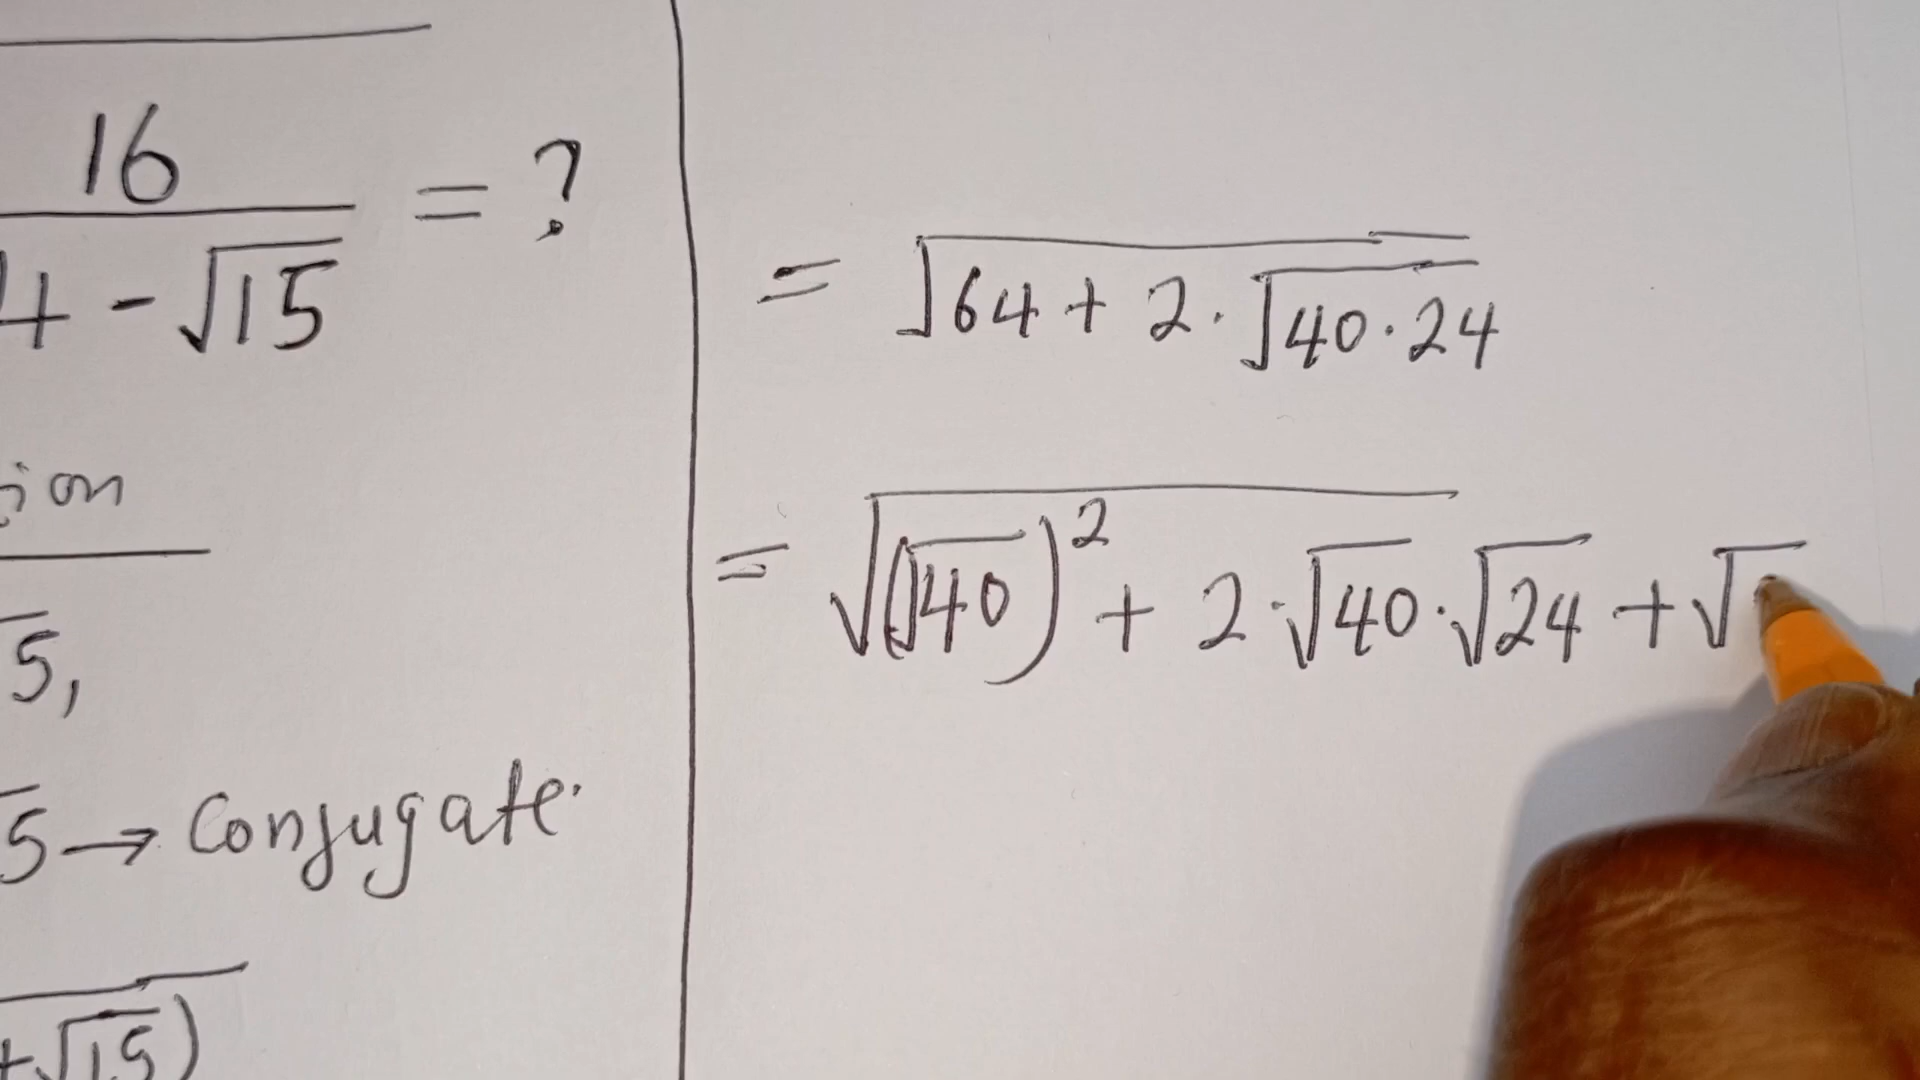 16
4 - √15 = ?
ion
5,
5 → Conjugate.
+√15)
= √64 + 2 · √40 · 24
= √(√40)² + 2 · √40 · √24 + √